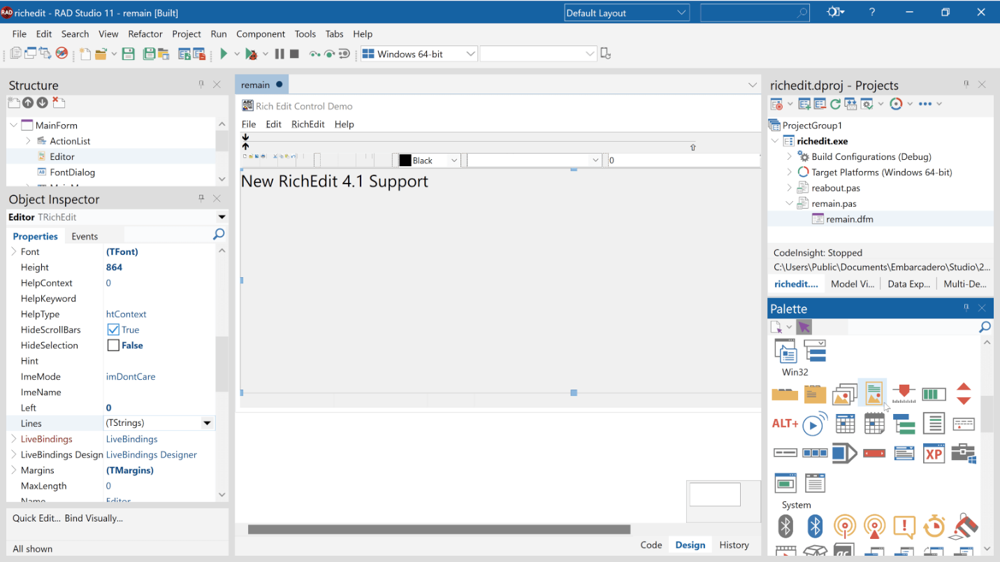 RAD richedit - RAD Studio 11 - remain [Built]
Default Layout
?
File Edit Search View Refactor Project Run Component Tools Tabs Help
Windows 64-bit
Structure
MainForm
ActionList
Editor
FontDialog
Object Inspector
Editor TRichEdit
Properties Events
Font (TFont)
Height 864
HelpContext 0
HelpKeyword
HelpType htContext
HideScrollBars True
HideSelection False
Hint
ImeMode imDontCare
ImeName
Left 0
Lines (TStrings)
LiveBindings LiveBindings
LiveBindings Design LiveBindings Designer
Margins (TMargins)
MaxLength 0
Name Editor
Quick Edit... Bind Visually...
All shown
remain
ABC Rich Edit Control Demo
File Edit RichEdit Help
Black 0
New RichEdit 4.1 Support
Code Design History
richedit.dproj - Projects
ProjectGroup1
richedit.exe
Build Configurations (Debug)
Target Platforms (Windows 64-bit)
reabout.pas
remain.pas
remain.dfm
CodeInsight: Stopped
C:\Users\Public\Documents\Embarcadero\Studio\2...
richedit.... Model Vi... Data Exp... Multi-De...
Palette
Win32
ALT+
XP
System